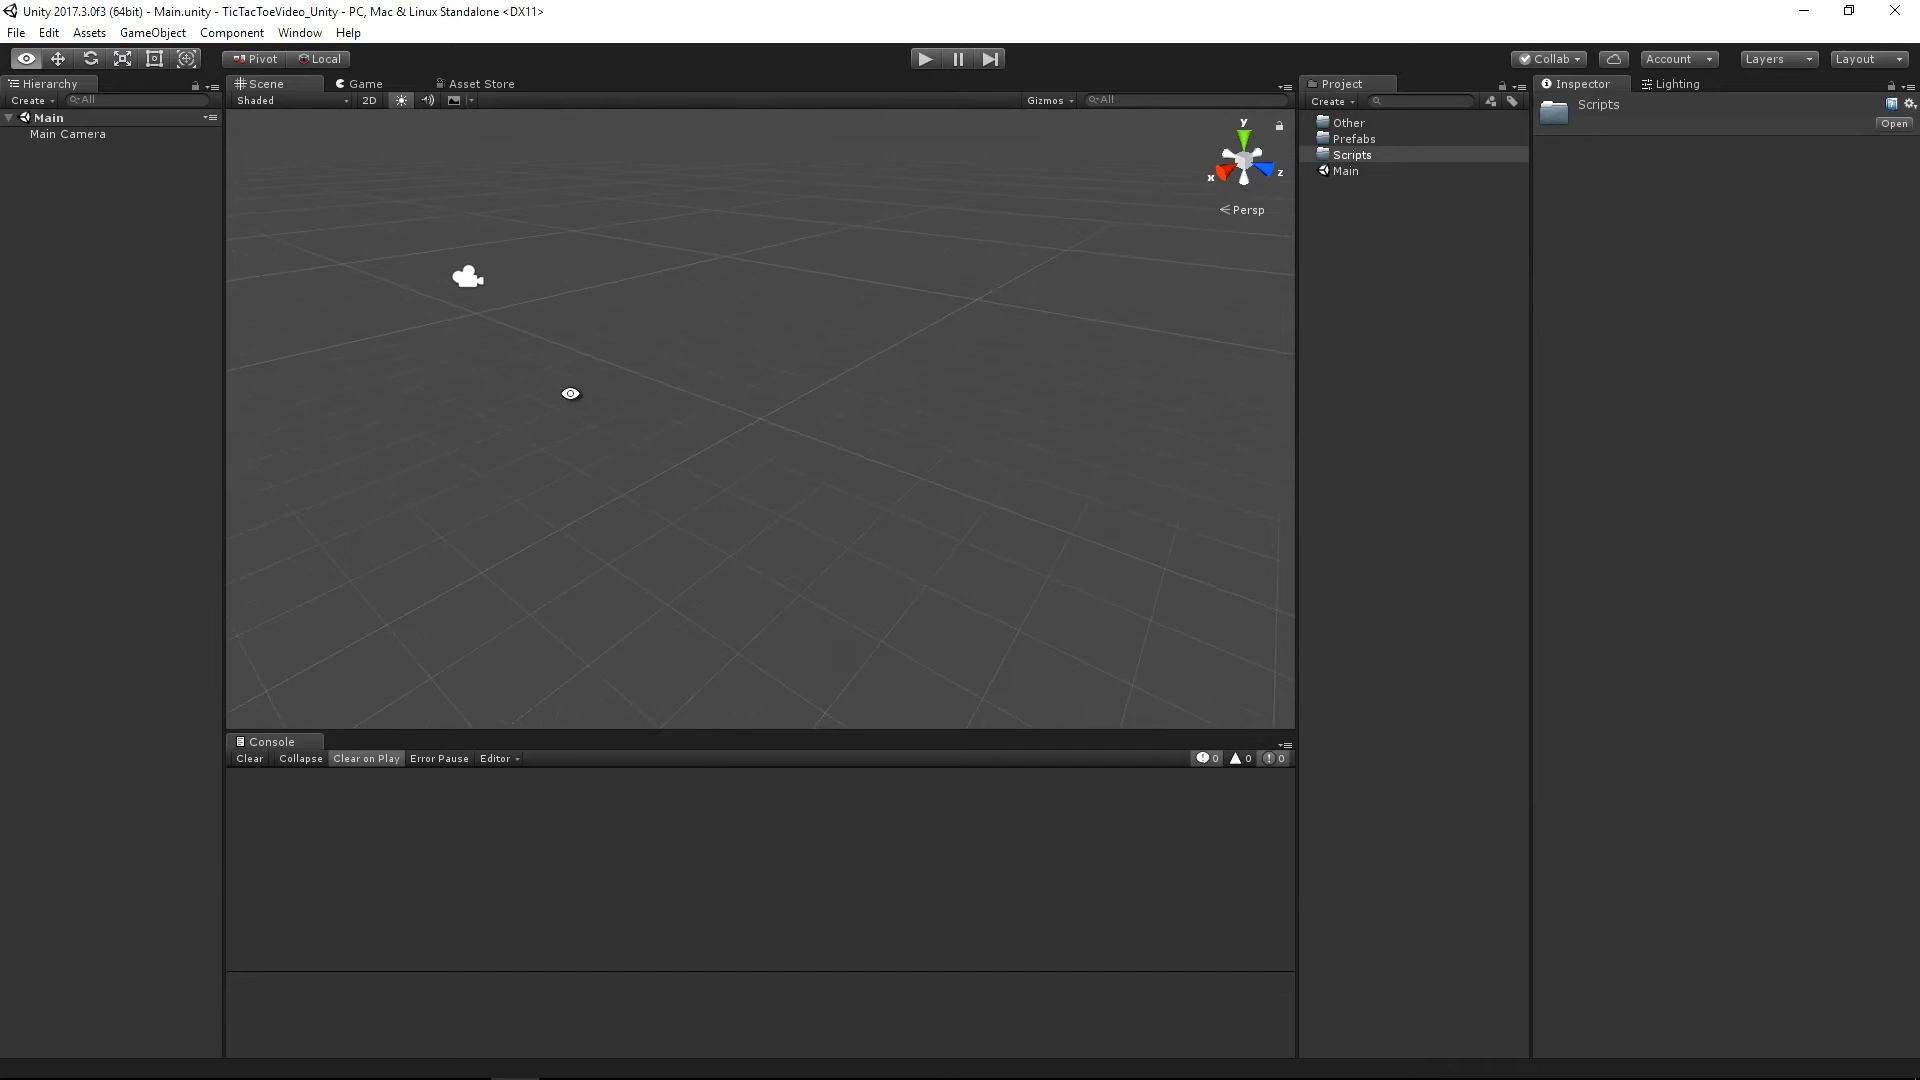 Unity 2017.3.0f3 (64bit) - Main.unity - TicTacToeVideo_Unity - PC, Mac & Linux Standalone <DX11>
File Edit Assets GameObject Component Window Help
Pivot Local Collab Account Layers Layout
Hierarchy Scene Game Asset Store Project Inspector Lighting
Create All Shaded 2D Gizmos All Create
Main
Main Camera
y
x
z
Persp
Other
Prefabs
Scripts
Main
Scripts
Open
Console
Clear Collapse Clear on Play Error Pause Editor 0 0 0